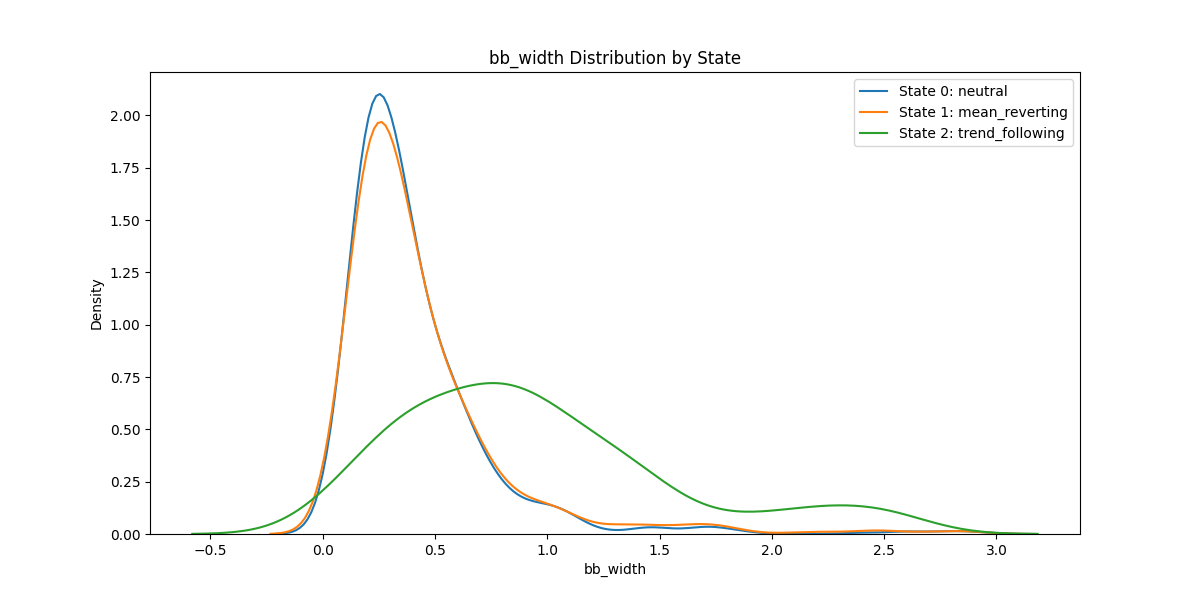 bb_width Distribution by State
State 0: neutral
State 1: mean_reverting
State 2: trend_following
Density
2.00
1.75
1.50
1.25
1.00
0.75
0.50
0.25
0.00
−0.5
0.0
0.5
1.0
1.5
2.0
2.5
3.0
bb_width